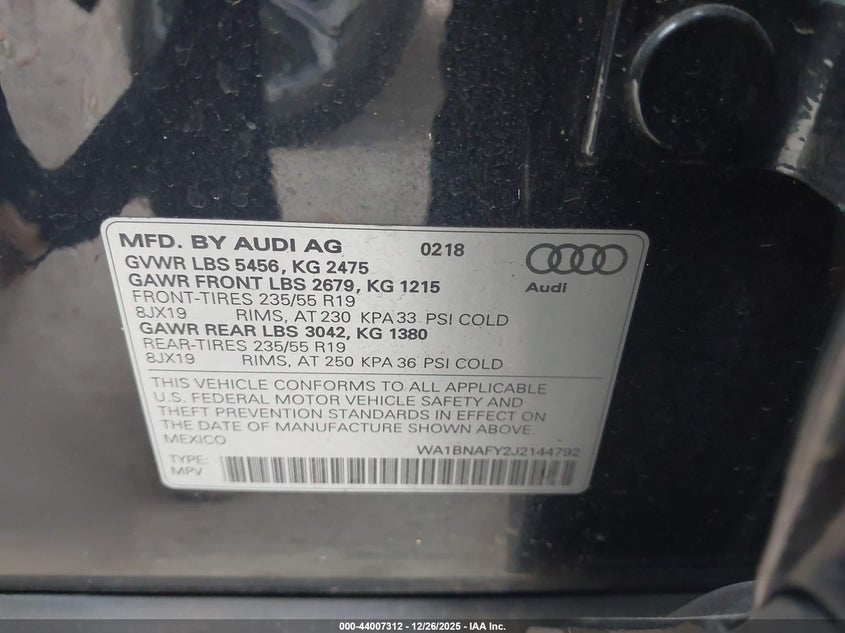 MFD. BY AUDI AG 0218
GVWR LBS 5456, KG 2475
GAWR FRONT LBS 2679, KG 1215
Audi
FRONT-TIRES 235/55 R19
8JX19 RIMS, AT 230 KPA 33 PSI COLD
GAWR REAR LBS 3042, KG 1380
REAR-TIRES 235/55 R19
8JX19 RIMS, AT 250 KPA 36 PSI COLD
THIS VEHICLE CONFORMS TO ALL APPLICABLE
U.S. FEDERAL MOTOR VEHICLE SAFETY AND
THEFT PREVENTION STANDARDS IN EFFECT ON
THE DATE OF MANUFACTURE SHOWN ABOVE.
MEXICO
WA1BNAFY2J2144792
TYPE:
MPV
000-44007312 - 12/26/2025 - IAA Inc.